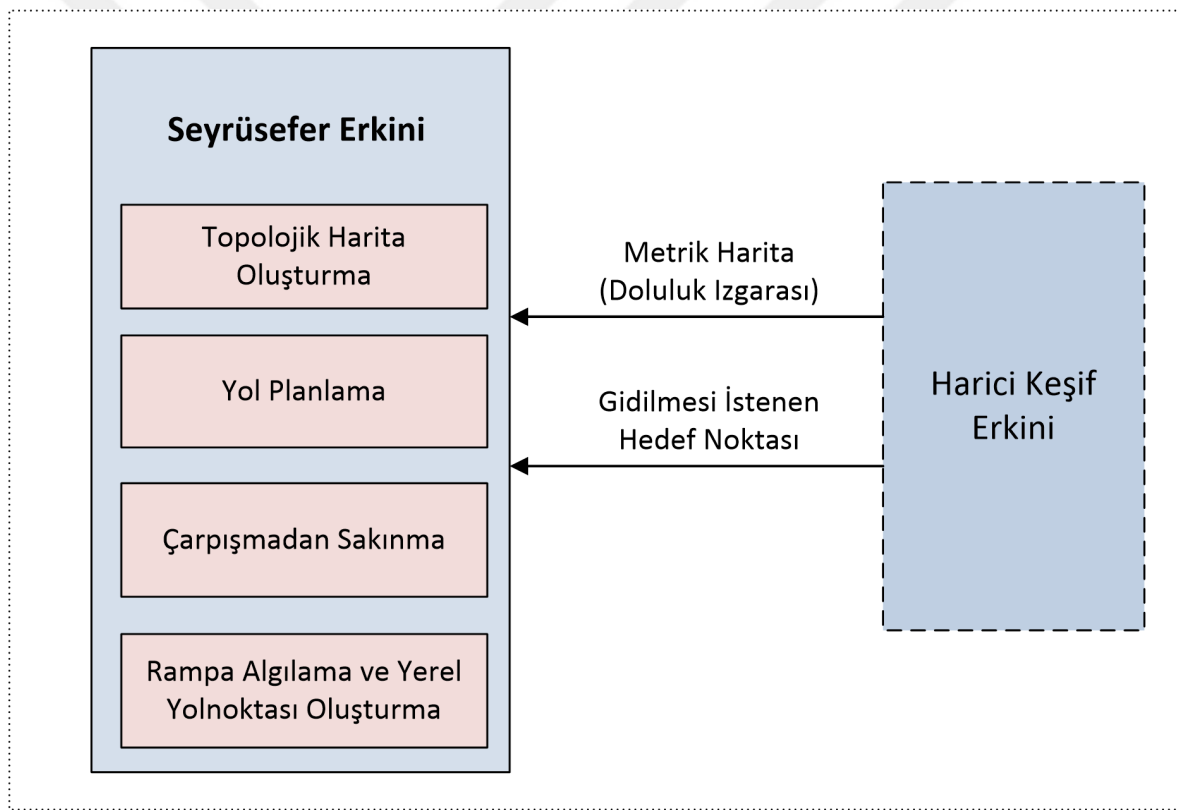 Seyrüsefer Erkini
Topolojik Harita
Oluşturma
Yol Planlama
Çarpışmadan Sakınma
Rampa Algılama ve Yerel
Yolnoktası Oluşturma
Metrik Harita
(Doluluk Izgarası)
Gidilmesi İstenen
Hedef Noktası
Harici Keşif
Erkini